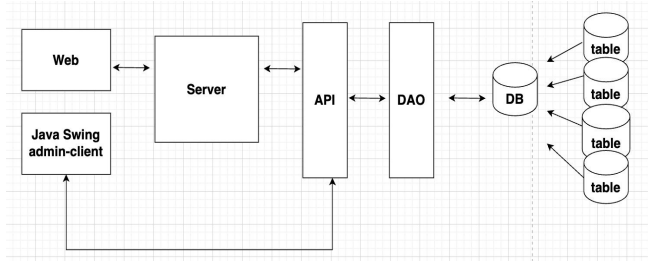 Web
Java Swing
admin-client
Server
API
DAO
DB
table
table
table
table